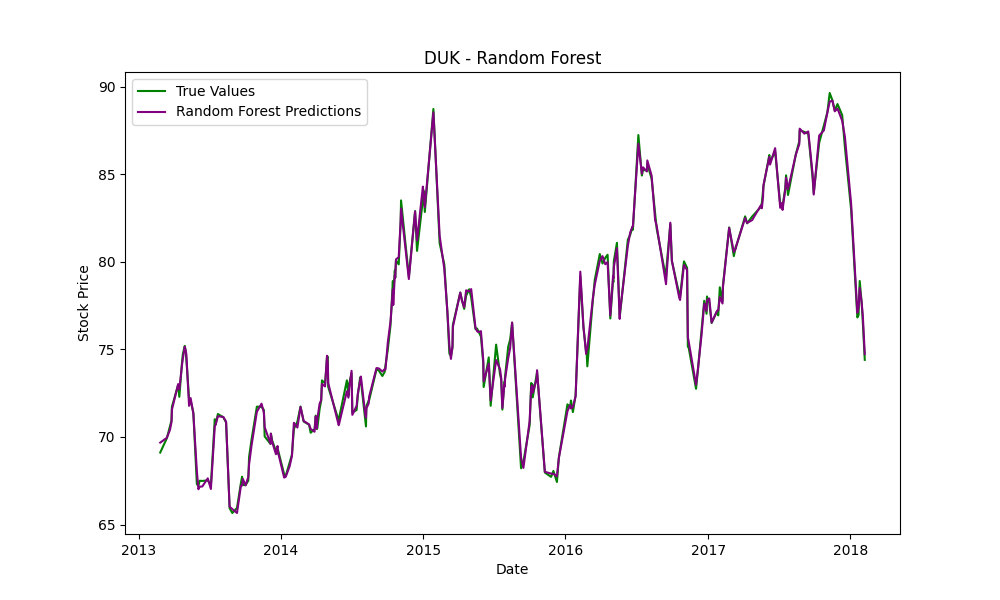 DUK - Random Forest
True Values
Random Forest Predictions
90
85
80
75
70
65
Stock Price
2013 2014 2015 2016 2017 2018
Date